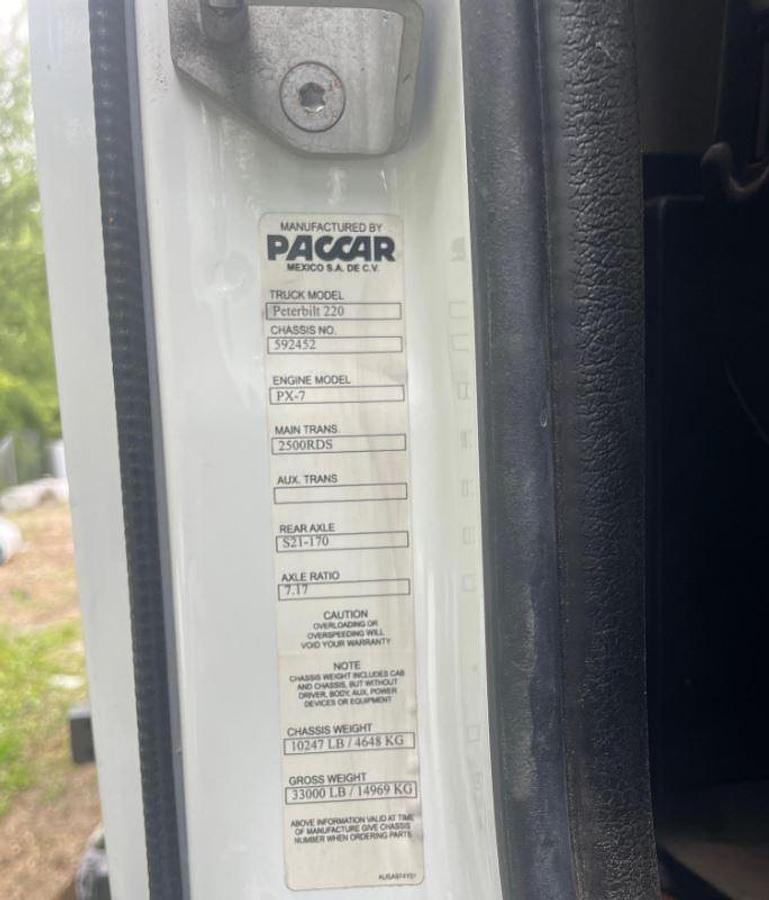 MANUFACTURED BY
PACCAR
MEXICO S.A. DE C.V.
TRUCK MODEL
Peterbilt 220
CHASSIS NO.
592452
ENGINE MODEL
PX-7
MAIN TRANS.
2500RDS
AUX. TRANS
REAR AXLE
S21-170
AXLE RATIO
7.17
CAUTION
OVERLOADING OR
OVERSPEEDING WILL
VOID YOUR WARRANTY
NOTE
CHASSIS WEIGHT INCLUDES CAB
AND CHASSIS, BUT WITHOUT
DRIVER, BODY, AUX, POWER
DEVICES OR EQUIPMENT
CHASSIS WEIGHT
10247 LB / 4648 KG
GROSS WEIGHT
33000 LB / 14969 KG
ABOVE INFORMATION VALID AT TIME
OF MANUFACTURE GIVE CHASSIS
NUMBER WHEN ORDERING PARTS